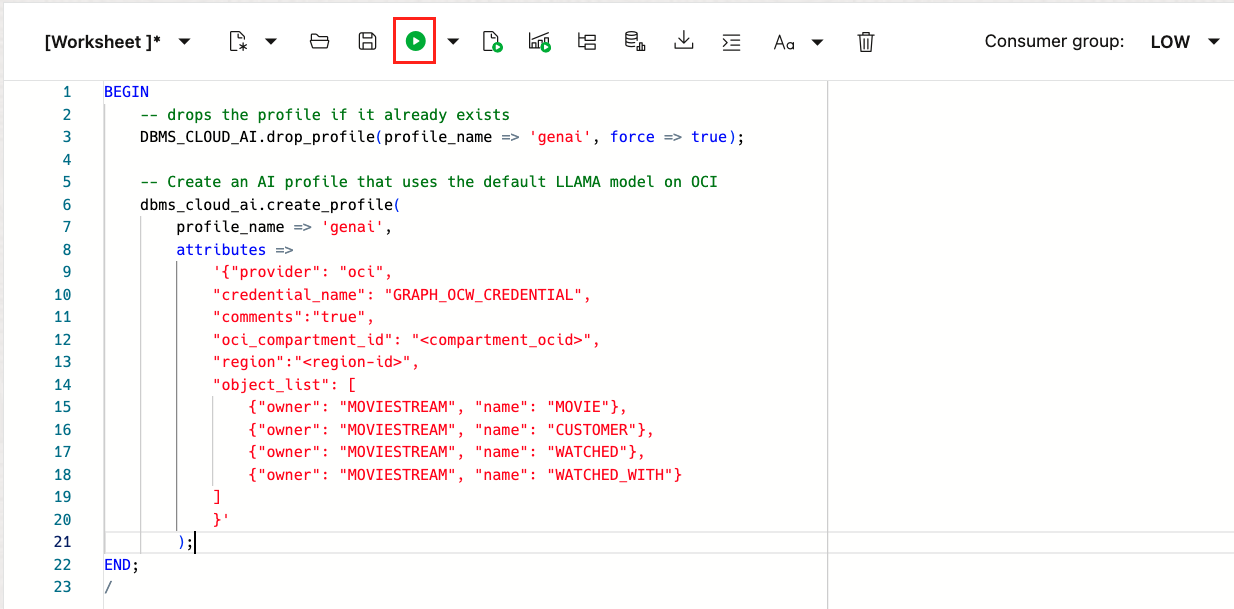 [Worksheet ]* Aa Consumer group: LOW
1 BEGIN
2 -- drops the profile if it already exists
3 DBMS_CLOUD_AI.drop_profile(profile_name => 'genai', force => true);
4
5 -- Create an AI profile that uses the default LLAMA model on OCI
6 dbms_cloud_ai.create_profile(
7 profile_name => 'genai',
8 attributes =>
9 '{"provider": "oci",
10 "credential_name": "GRAPH_OCW_CREDENTIAL",
11 "comments":"true",
12 "oci_compartment_id": "<compartment_ocid>",
13 "region":"<region-id>",
14 "object_list": [
15 {"owner": "MOVIESTREAM", "name": "MOVIE"},
16 {"owner": "MOVIESTREAM", "name": "CUSTOMER"},
17 {"owner": "MOVIESTREAM", "name": "WATCHED"},
18 {"owner": "MOVIESTREAM", "name": "WATCHED_WITH"}
19 ]
20 }'
21 );
22 END;
23 /